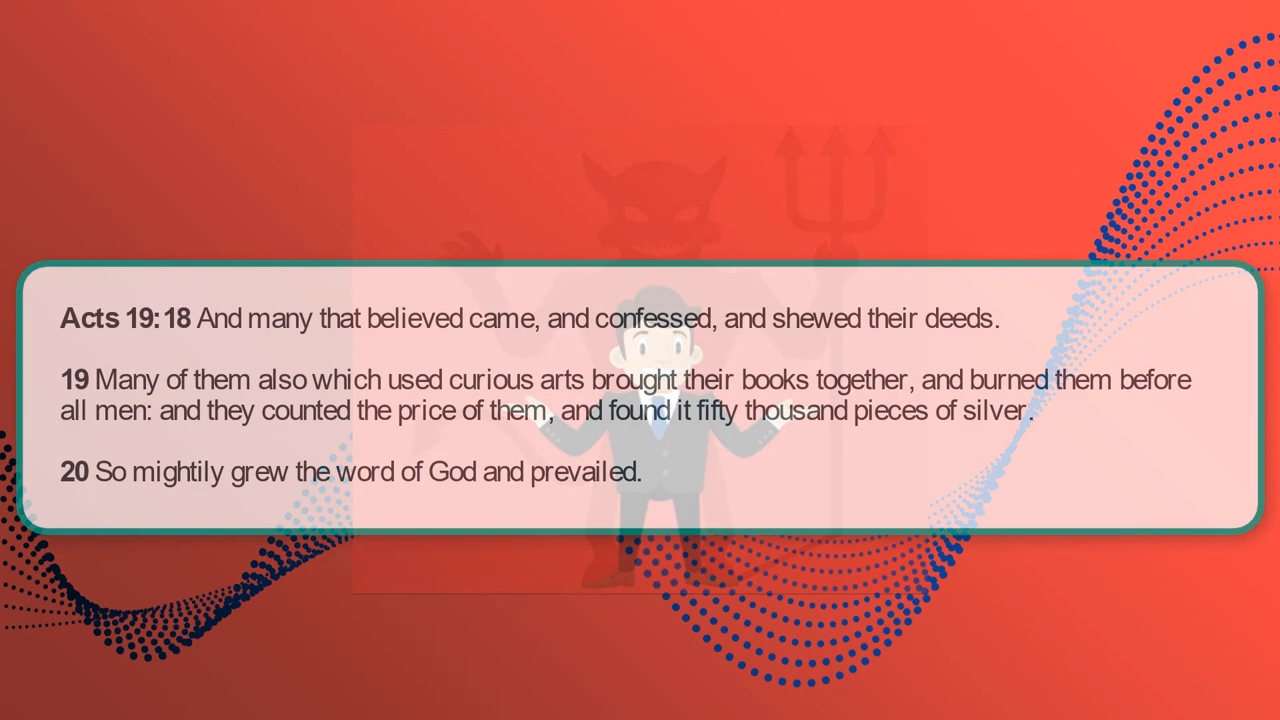 Acts 19:18 And many that believed came, and confessed, and shewed their deeds.
19 Many of them also which used curious arts brought their books together, and burned them before
all men: and they counted the price of them, and found it fifty thousand pieces of silver.
20 So mightily grew the word of God and prevailed.